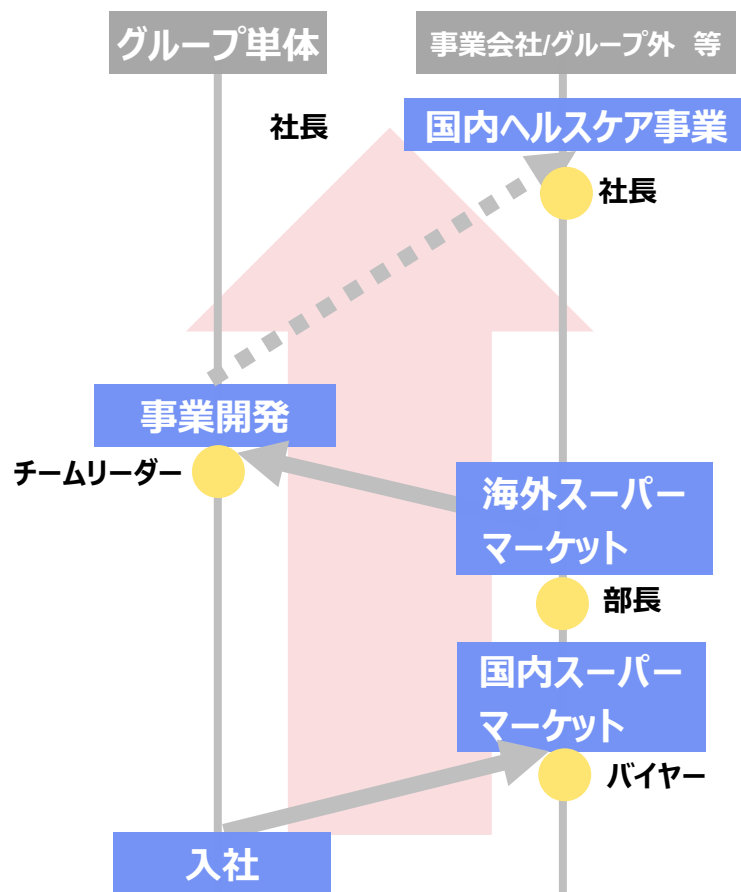 グループ単体
事業会社/グループ外 等
社長
国内ヘルスケア事業
社長
事業開発
チームリーダー
海外スーパー
マーケット
部長
国内スーパー
マーケット
バイヤー
入社